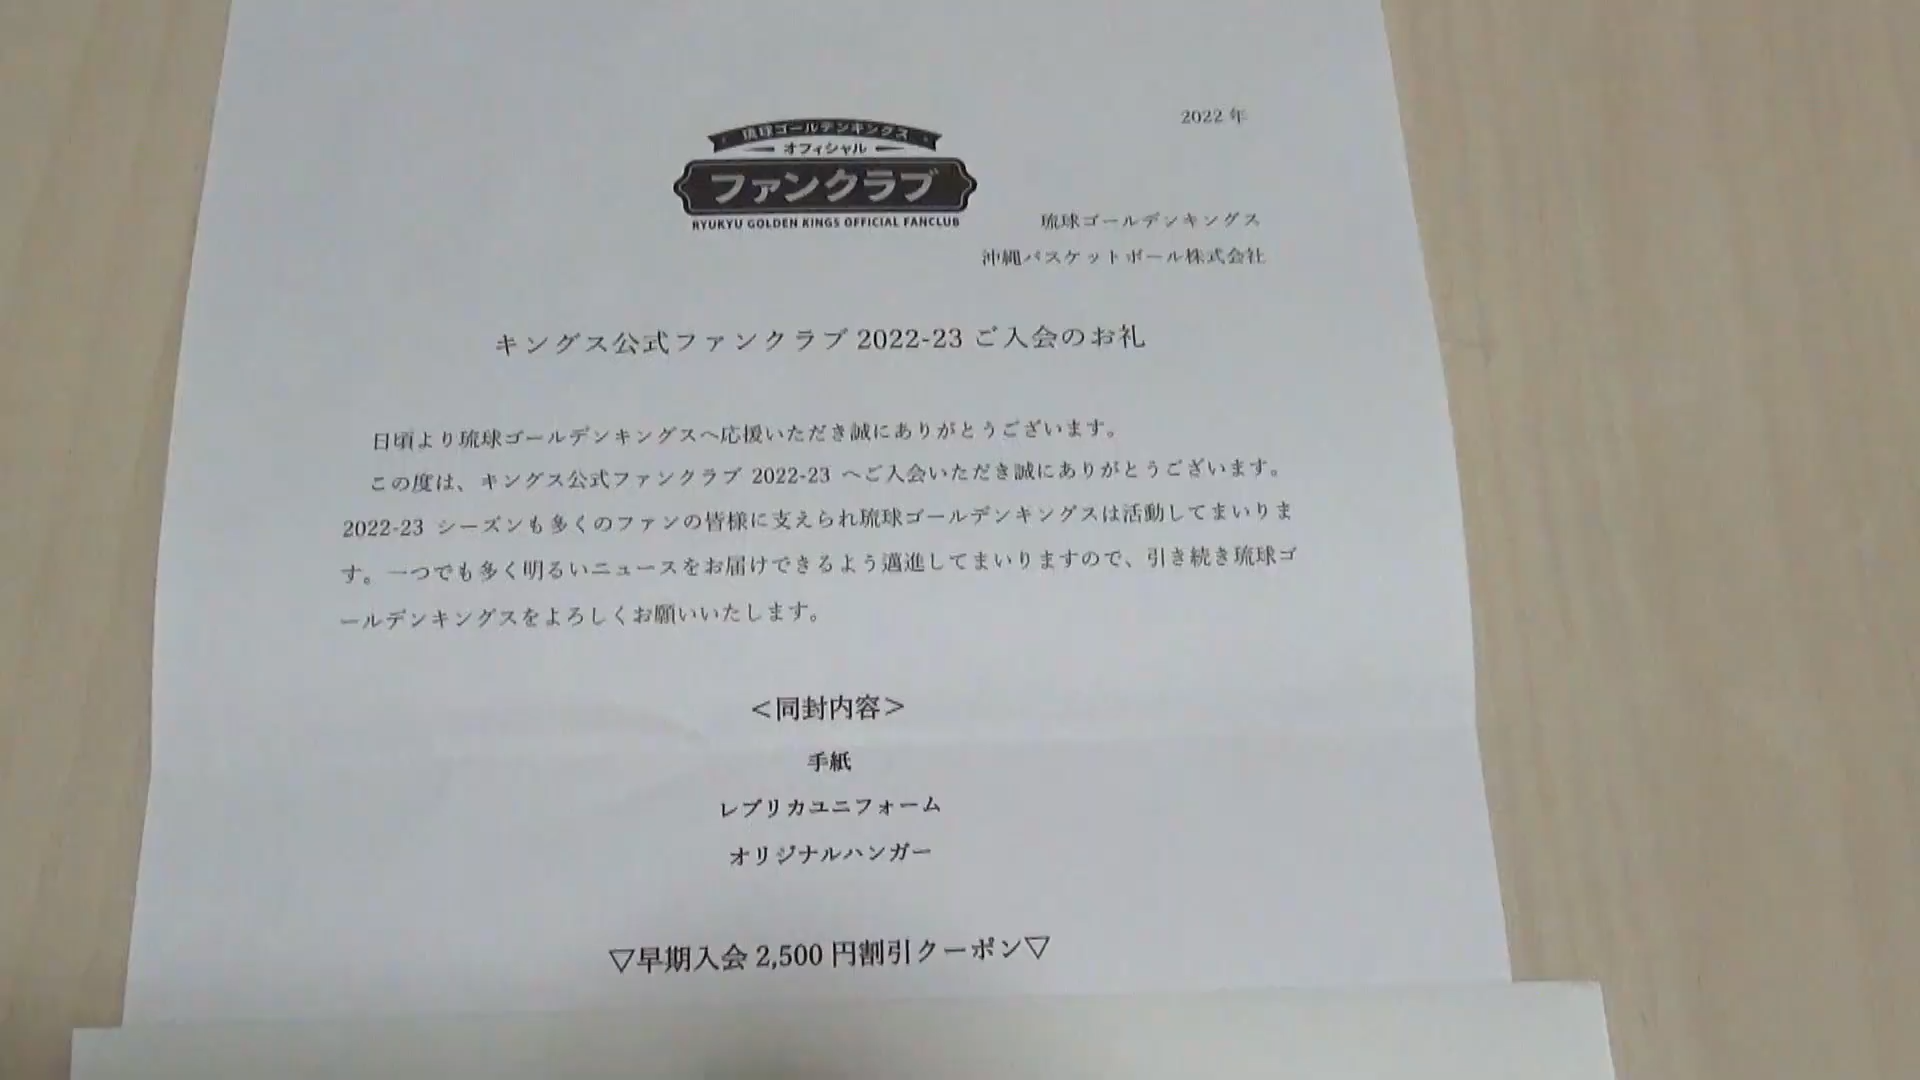 2022 年
琉球ゴールデンキングス
オフィシャル
ファンクラブ
RYUKYU GOLDEN KINGS OFFICIAL FANCLUB
琉球ゴールデンキングス
沖縄バスケットボール株式会社
キングス公式ファンクラブ 2022-23 ご入会のお礼
日頃より琉球ゴールデンキングスへ応援いただき誠にありがとうございます。
この度は、キングス公式ファンクラブ 2022-23 へご入会いただき誠にありがとうございます。
2022-23 シーズンも多くのファンの皆様に支えられ琉球ゴールデンキングスは活動してまいりま
す。一つでも多く明るいニュースをお届けできるよう邁進してまいりますので、引き続き琉球ゴ
ールデンキングスをよろしくお願いいたします。
＜同封内容＞
手紙
レプリカユニフォーム
オリジナルハンガー
▽早期入会 2,500 円割引クーポン▽